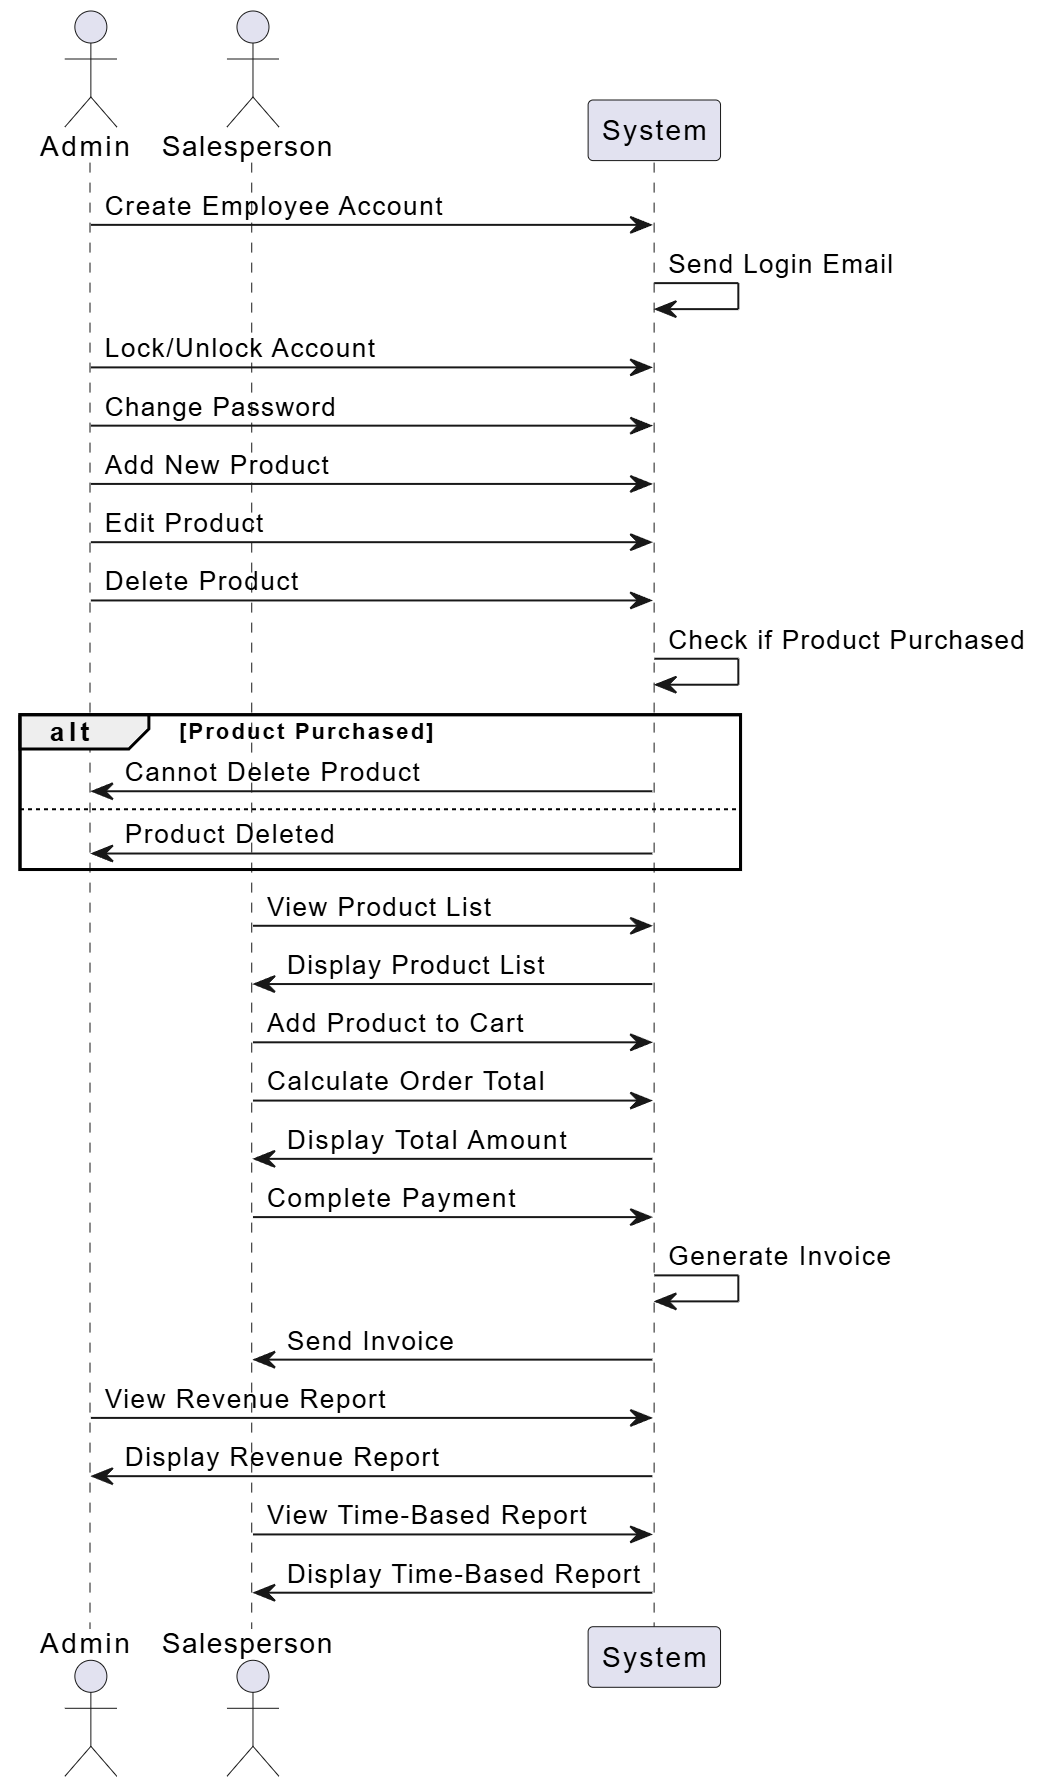 Admin
Salesperson
System
Create Employee Account
Send Login Email
Lock/Unlock Account
Change Password
Add New Product
Edit Product
Delete Product
Check if Product Purchased
alt
[Product Purchased]
Cannot Delete Product
Product Deleted
View Product List
Display Product List
Add Product to Cart
Calculate Order Total
Display Total Amount
Complete Payment
Generate Invoice
Send Invoice
View Revenue Report
Display Revenue Report
View Time-Based Report
Display Time-Based Report
Admin
Salesperson
System